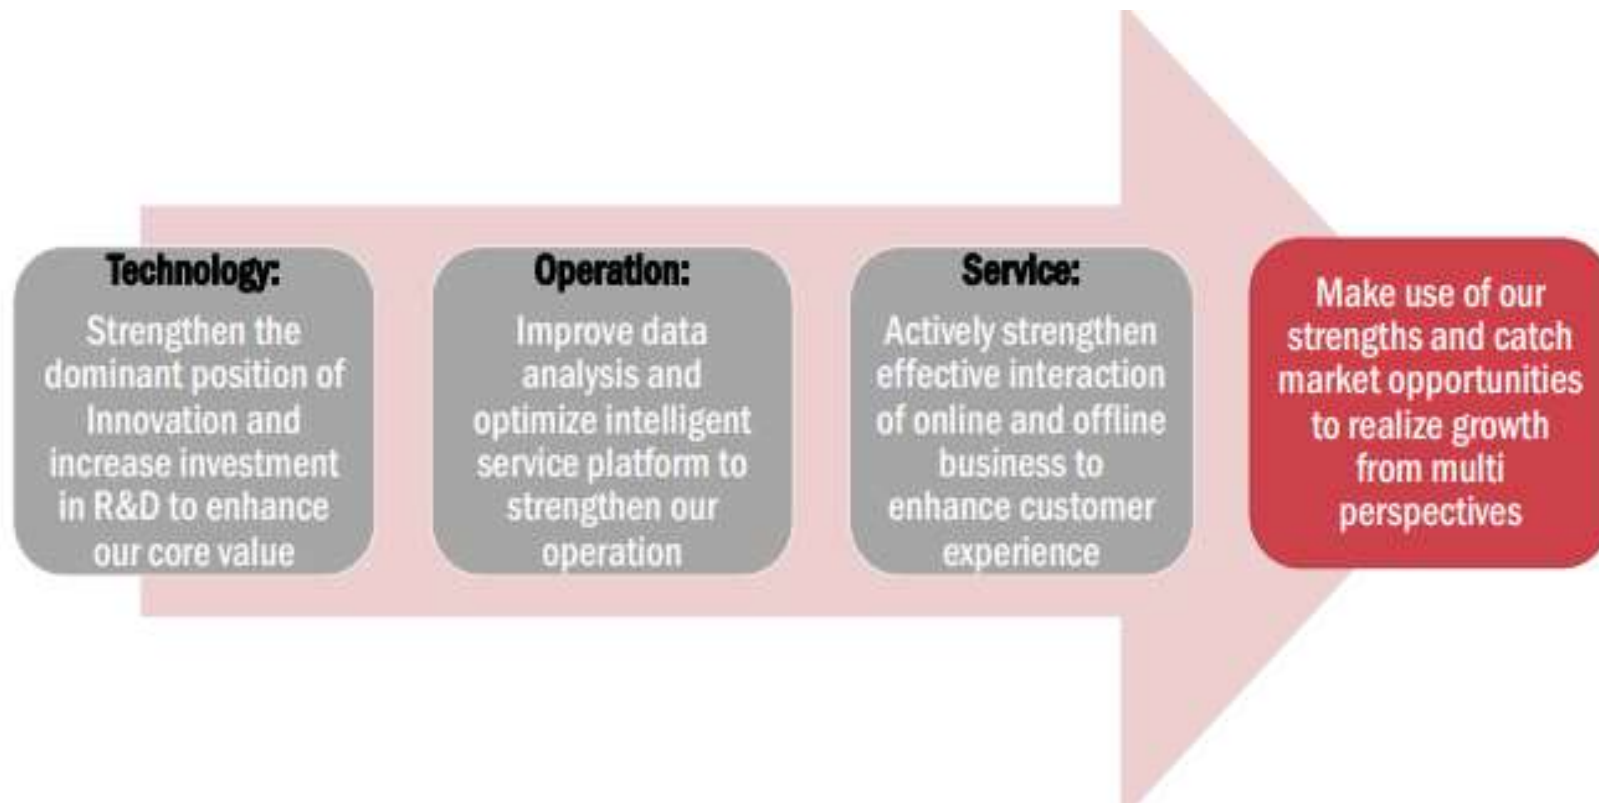 Technology:
Strengthen the
dominant position of
Innovation and
increase investment
in R&D to enhance
our core value
Operation:
Improve data
analysis and
optimize intelligent
service platform to
strengthen our
operation
Service:
Actively strengthen
effective interaction
of online and offline
business to
enhance customer
experience
Make use of our
strengths and catch
market opportunities
to realize growth
from multi
perspectives